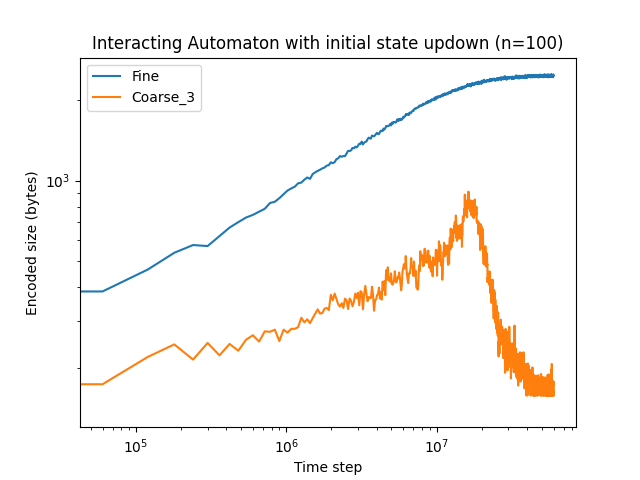 Interacting Automaton with initial state updown (n=100)
Fine
Coarse_3
10^3
Encoded size (bytes)
10^5
10^6
10^7
Time step